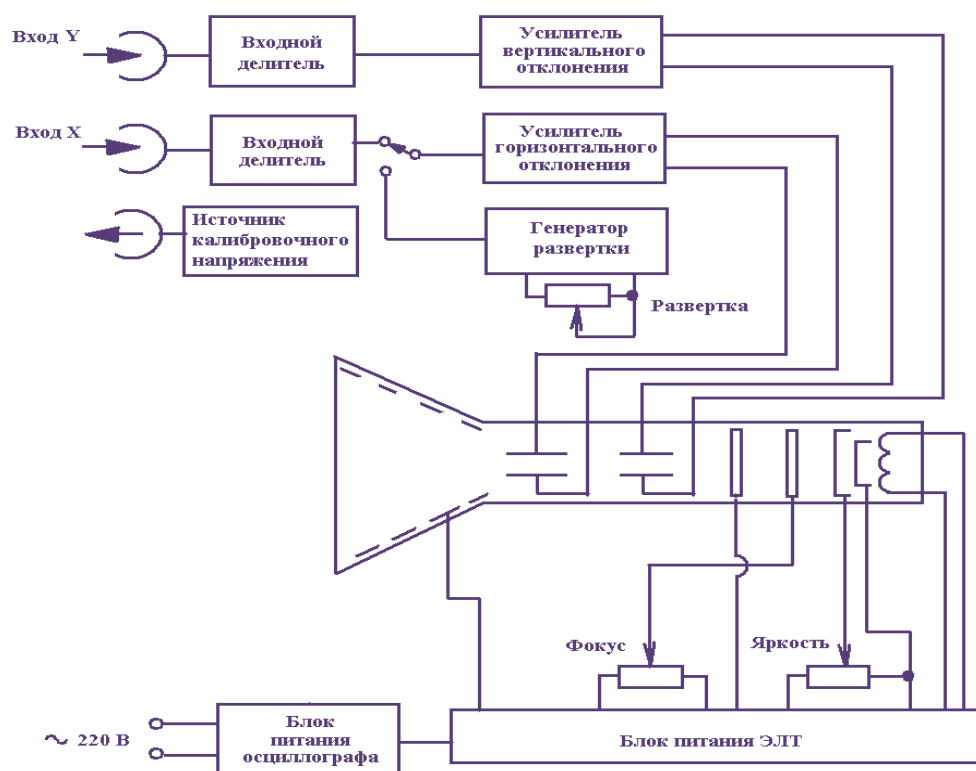 Вход Y
Входной
делитель
Усилитель
вертикального
отклонения
Вход X
Входной
делитель
Усилитель
горизонтального
отклонения
Источник
калибровочного
напряжения
Генератор
развертки
Развертка
Фокус
Яркость
~ 220 В
Блок
питания
осциллографа
Блок питания ЭЛТ